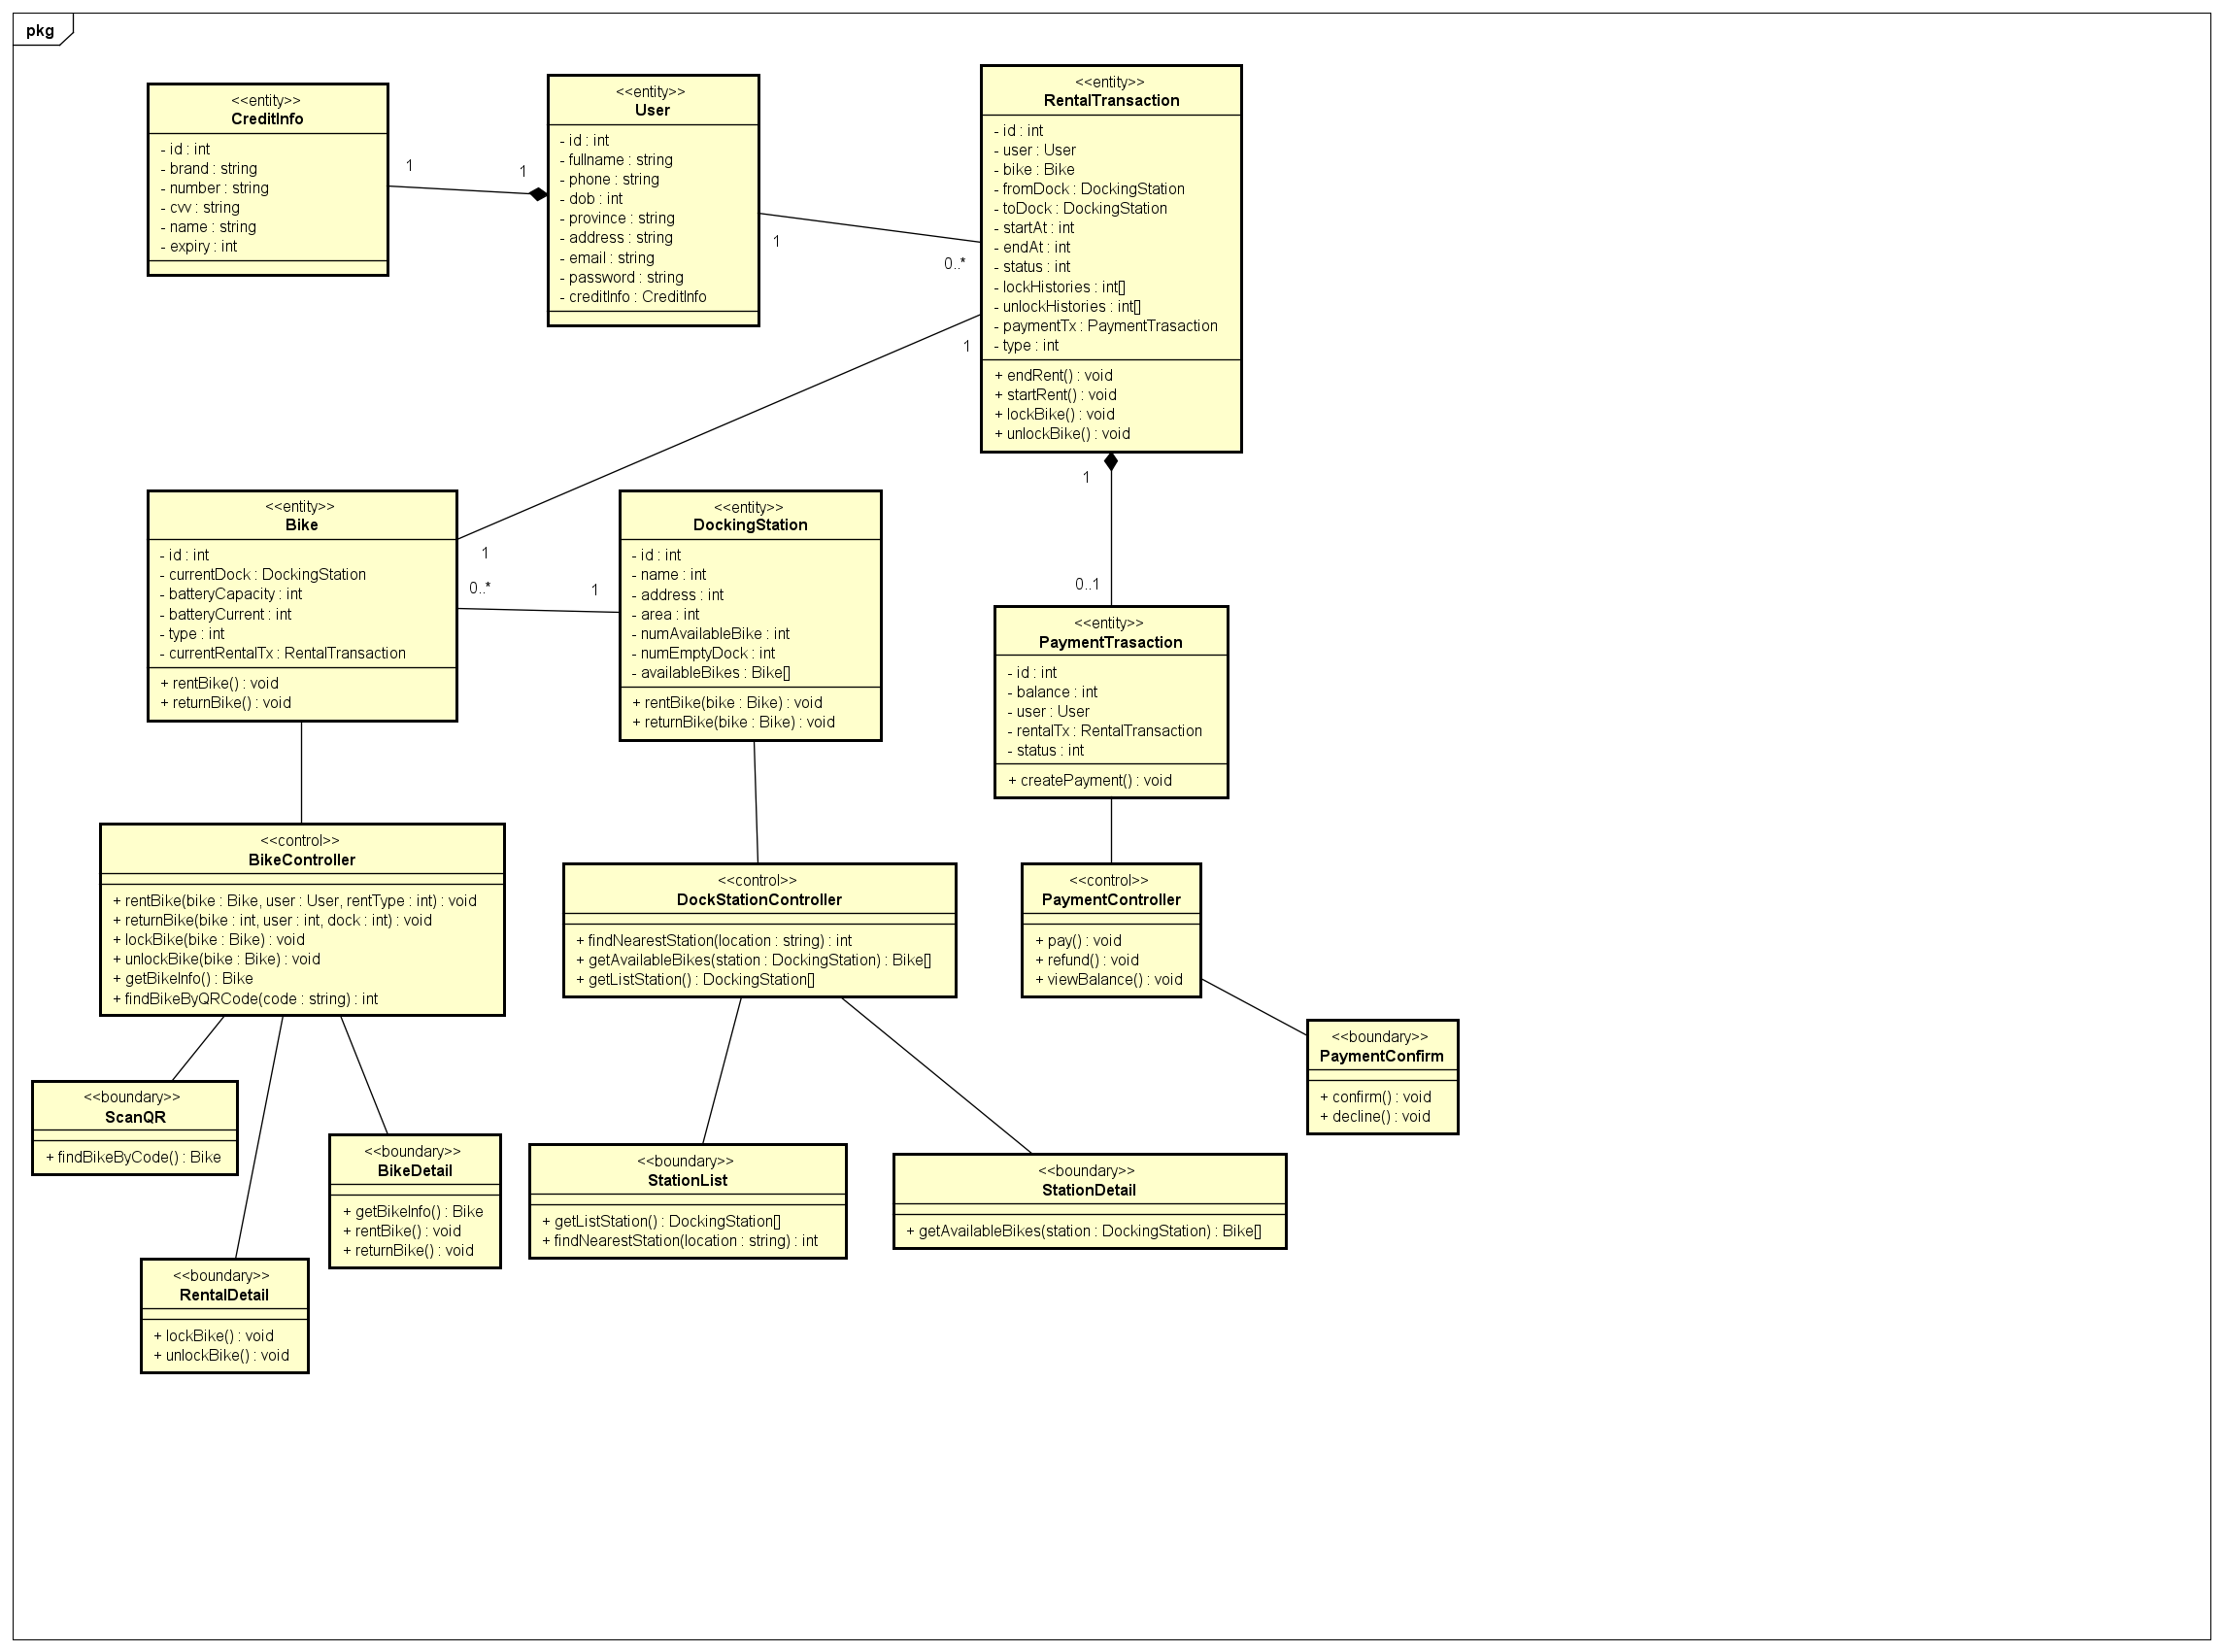 pkg
<<entity>>
CreditInfo
- id : int
- brand : string
- number : string
- cvv : string
- name : string
- expiry : int
1
1
<<entity>>
User
- id : int
- fullname : string
- phone : string
- dob : int
- province : string
- address : string
- email : string
- password : string
- creditInfo : CreditInfo
1
0..*
<<entity>>
RentalTransaction
- id : int
- user : User
- bike : Bike
- fromDock : DockingStation
- toDock : DockingStation
- startAt : int
- endAt : int
- status : int
- lockHistories : int[]
- unlockHistories : int[]
- paymentTx : PaymentTrasaction
- type : int
+ endRent() : void
+ startRent() : void
+ lockBike() : void
+ unlockBike() : void
1
1
1
0..1
<<entity>>
Bike
- id : int
- currentDock : DockingStation
- batteryCapacity : int
- batteryCurrent : int
- type : int
- currentRentalTx : RentalTransaction
+ rentBike() : void
+ returnBike() : void
0..*
1
<<entity>>
DockingStation
- id : int
- name : int
- address : int
- area : int
- numAvailableBike : int
- numEmptyDock : int
- availableBikes : Bike[]
+ rentBike(bike : Bike) : void
+ returnBike(bike : Bike) : void
<<entity>>
PaymentTrasaction
- id : int
- balance : int
- user : User
- rentalTx : RentalTransaction
- status : int
+ createPayment() : void
<<control>>
BikeController
+ rentBike(bike : Bike, user : User, rentType : int) : void
+ returnBike(bike : int, user : int, dock : int) : void
+ lockBike(bike : Bike) : void
+ unlockBike(bike : Bike) : void
+ getBikeInfo() : Bike
+ findBikeByQRCode(code : string) : int
<<control>>
DockStationController
+ findNearestStation(location : string) : int
+ getAvailableBikes(station : DockingStation) : Bike[]
+ getListStation() : DockingStation[]
<<control>>
PaymentController
+ pay() : void
+ refund() : void
+ viewBalance() : void
<<boundary>>
PaymentConfirm
+ confirm() : void
+ decline() : void
<<boundary>>
ScanQR
+ findBikeByCode() : Bike
<<boundary>>
BikeDetail
+ getBikeInfo() : Bike
+ rentBike() : void
+ returnBike() : void
<<boundary>>
StationList
+ getListStation() : DockingStation[]
+ findNearestStation(location : string) : int
<<boundary>>
StationDetail
+ getAvailableBikes(station : DockingStation) : Bike[]
<<boundary>>
RentalDetail
+ lockBike() : void
+ unlockBike() : void